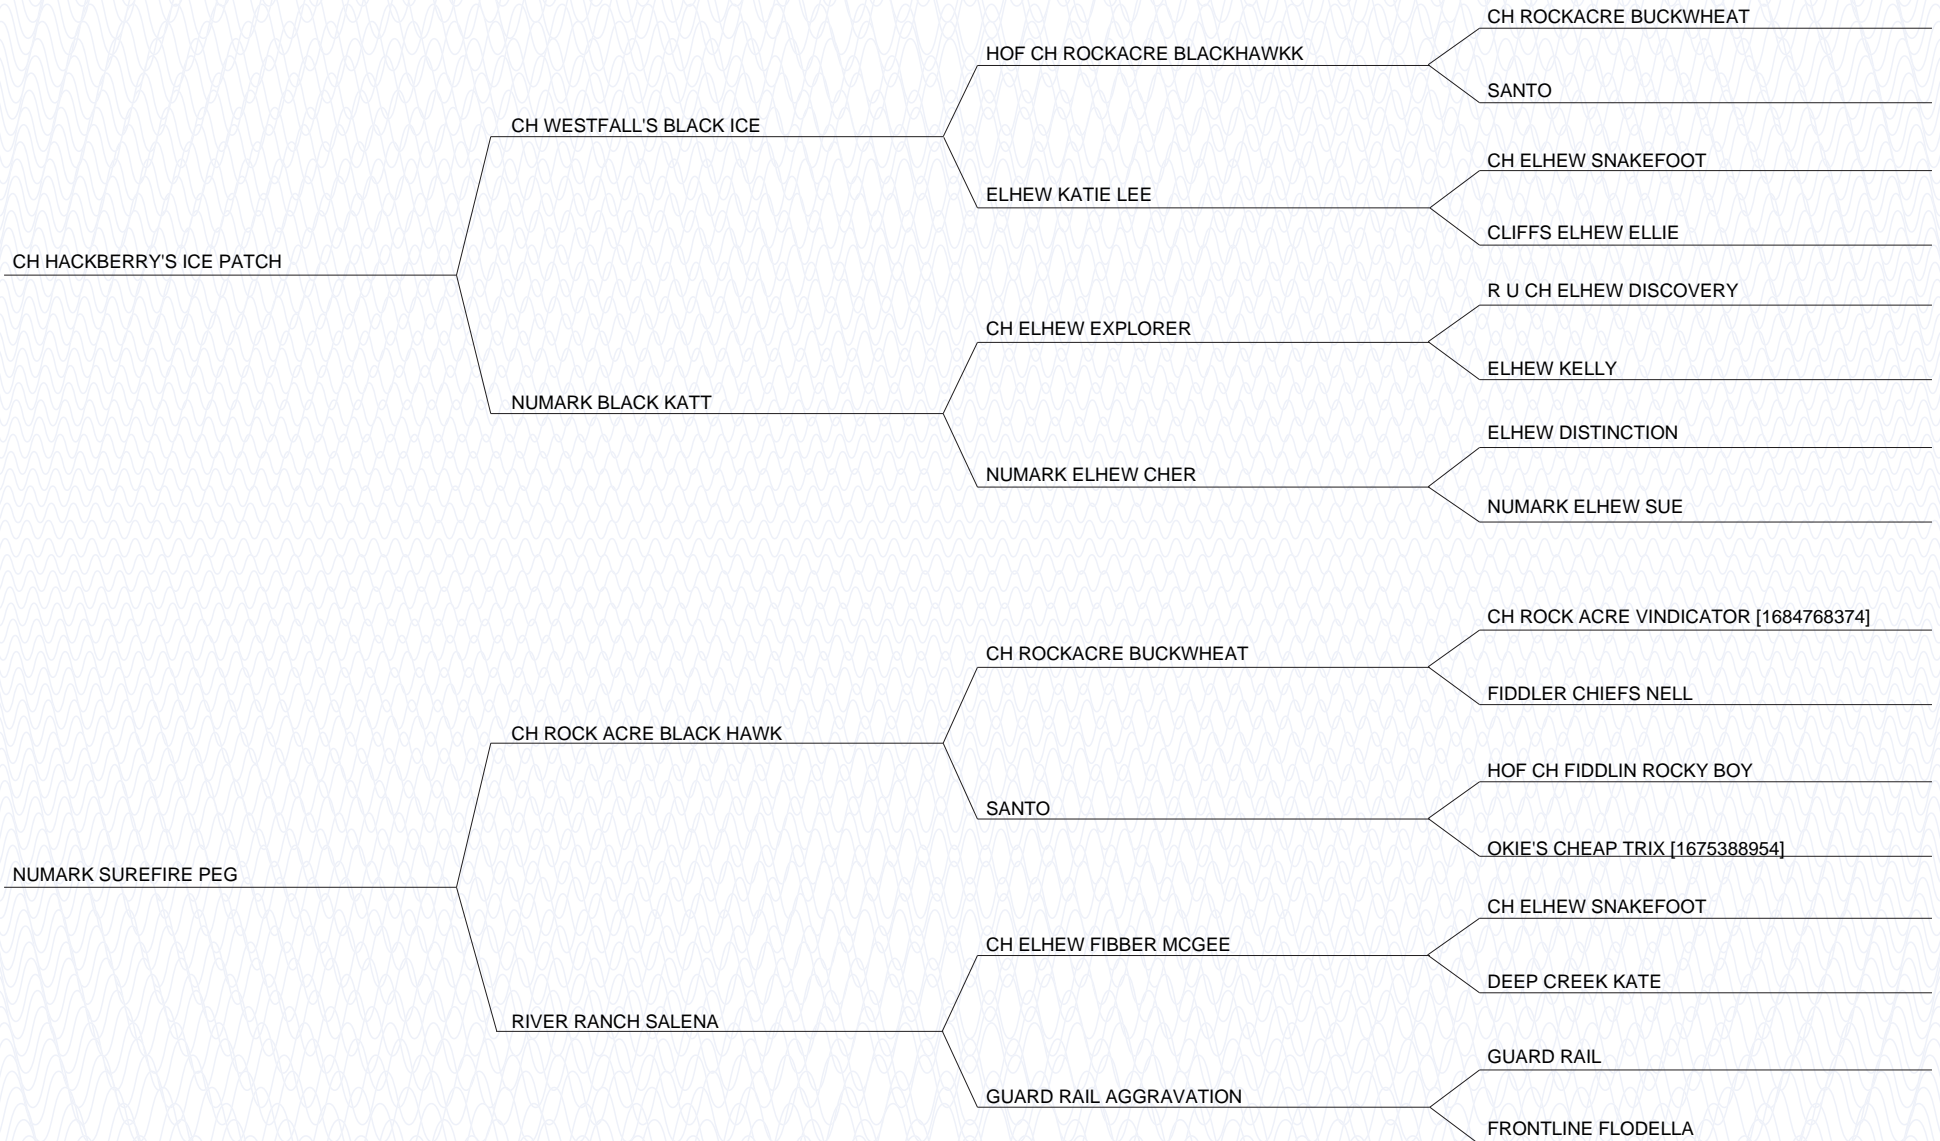 CH ROCKACRE BUCKWHEAT
HOF CH ROCKACRE BLACKHAWKK
SANTO
CH WESTFALL'S BLACK ICE
CH ELHEW SNAKEFOOT
ELHEW KATIE LEE
CLIFFS ELHEW ELLIE
CH HACKBERRY'S ICE PATCH
R U CH ELHEW DISCOVERY
CH ELHEW EXPLORER
ELHEW KELLY
NUMARK BLACK KATT
ELHEW DISTINCTION
NUMARK ELHEW CHER
NUMARK ELHEW SUE
CH ROCK ACRE VINDICATOR [1684768374]
CH ROCKACRE BUCKWHEAT
FIDDLER CHIEFS NELL
CH ROCK ACRE BLACK HAWK
HOF CH FIDDLIN ROCKY BOY
SANTO
OKIE'S CHEAP TRIX [1675388954]
NUMARK SUREFIRE PEG
CH ELHEW SNAKEFOOT
CH ELHEW FIBBER MCGEE
DEEP CREEK KATE
RIVER RANCH SALENA
GUARD RAIL
GUARD RAIL AGGRAVATION
FRONTLINE FLODELLA